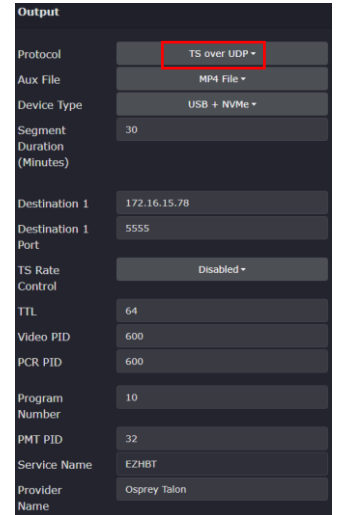 Output
Protocol TS over UDP
Aux File MP4 File
Device Type USB + NVMe
Segment 30
Duration
(Minutes)
Destination 1 172.16.15.78
Destination 1 5555
Port
TS Rate Disabled
Control
TTL 64
Video PID 600
PCR PID 600
Program 10
Number
PMT PID 32
Service Name EZHBT
Provider Osprey Talon
Name